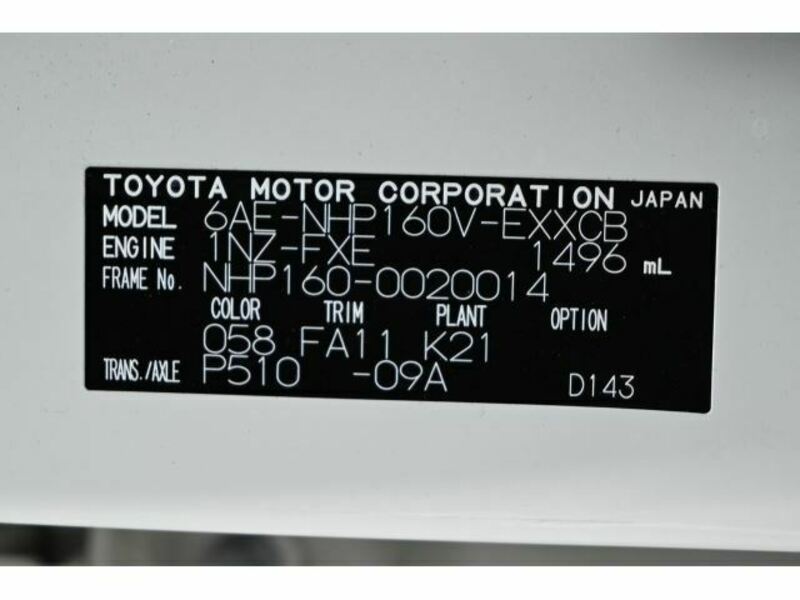 TOYOTA MOTOR CORPORATION JAPAN
MODEL 6AE-NHP160V-EXXCB
ENGINE 1NZ-FXE 1496 mL
FRAME No. NHP160-0020014
COLOR TRIM PLANT OPTION
058 FA11 K21
TRANS./AXLE P510 -09A D143